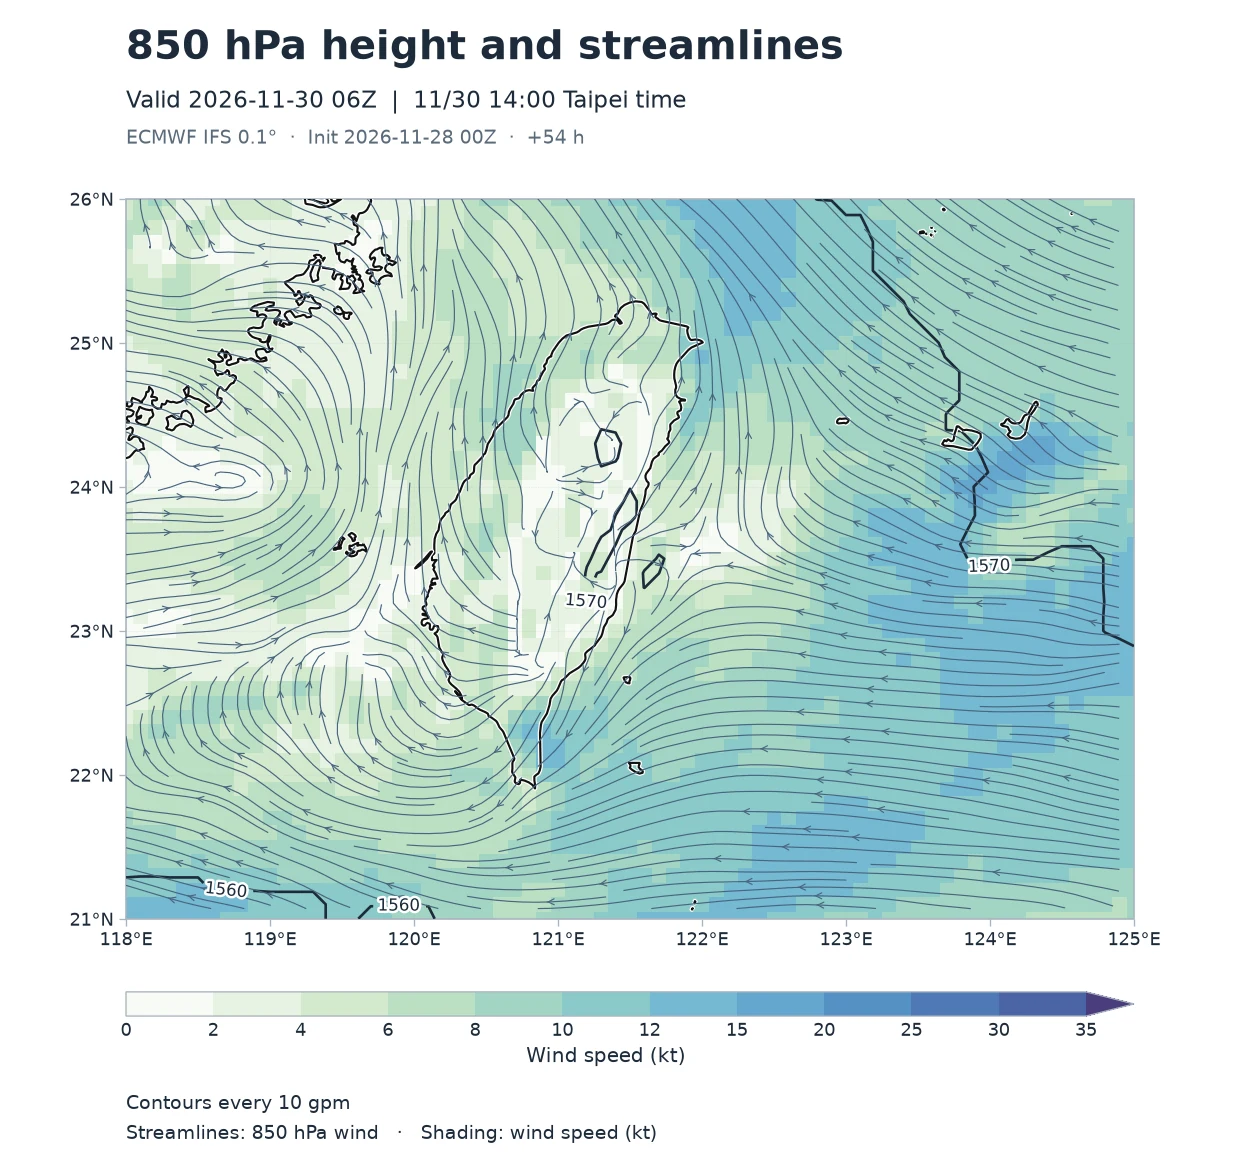 850 hPa height and streamlines
Valid 2026-11-30 06Z | 11/30 14:00 Taipei time
ECMWF IFS 0.1° · Init 2026-11-28 00Z · +54 h
26°N
25°N
24°N
1570
1570
23°N
22°N
1560
1560
21°N
118°E 119°E 120°E 121°E 122°E 123°E 124°E 125°E
0 2 4 6 8 10 12 15 20 25 30 35
Wind speed (kt)
Contours every 10 gpm
Streamlines: 850 hPa wind · Shading: wind speed (kt)